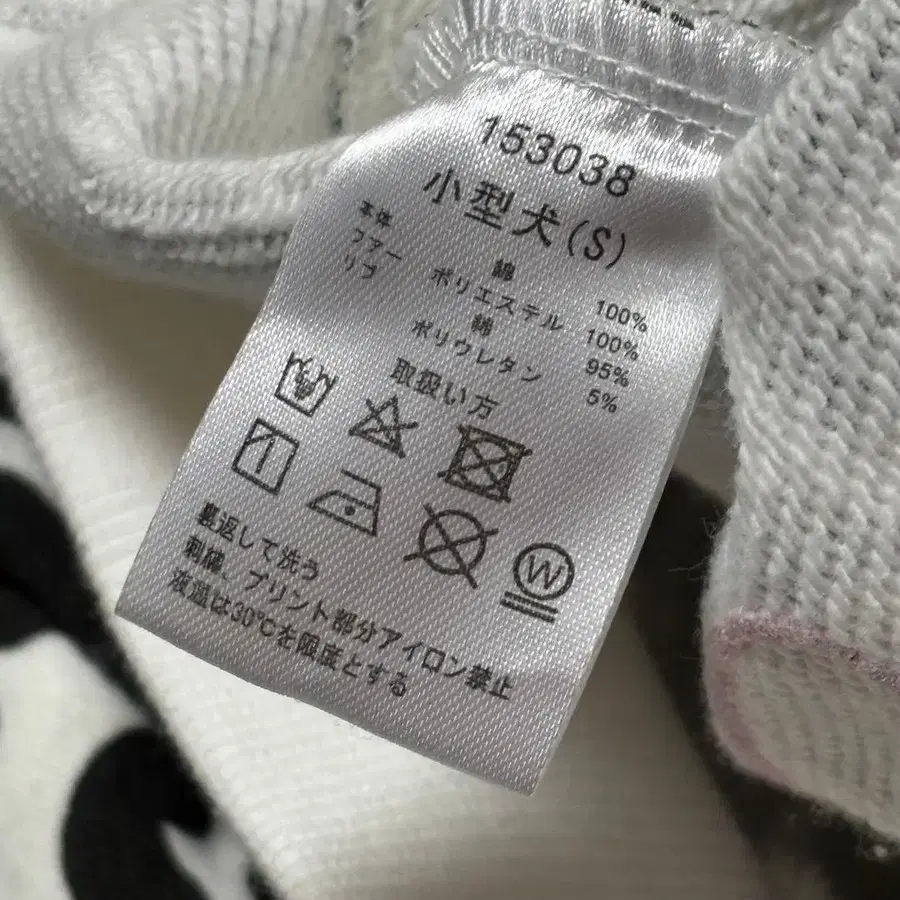 153038
小型犬(S)
本体 綿 100%
ファー ポリエステル 100%
リブ 綿 95%
ポリウレタン 5%
取扱い方
W
裏返して洗う
刺繍、プリント部分アイロン禁止
液温は30℃を限度とする